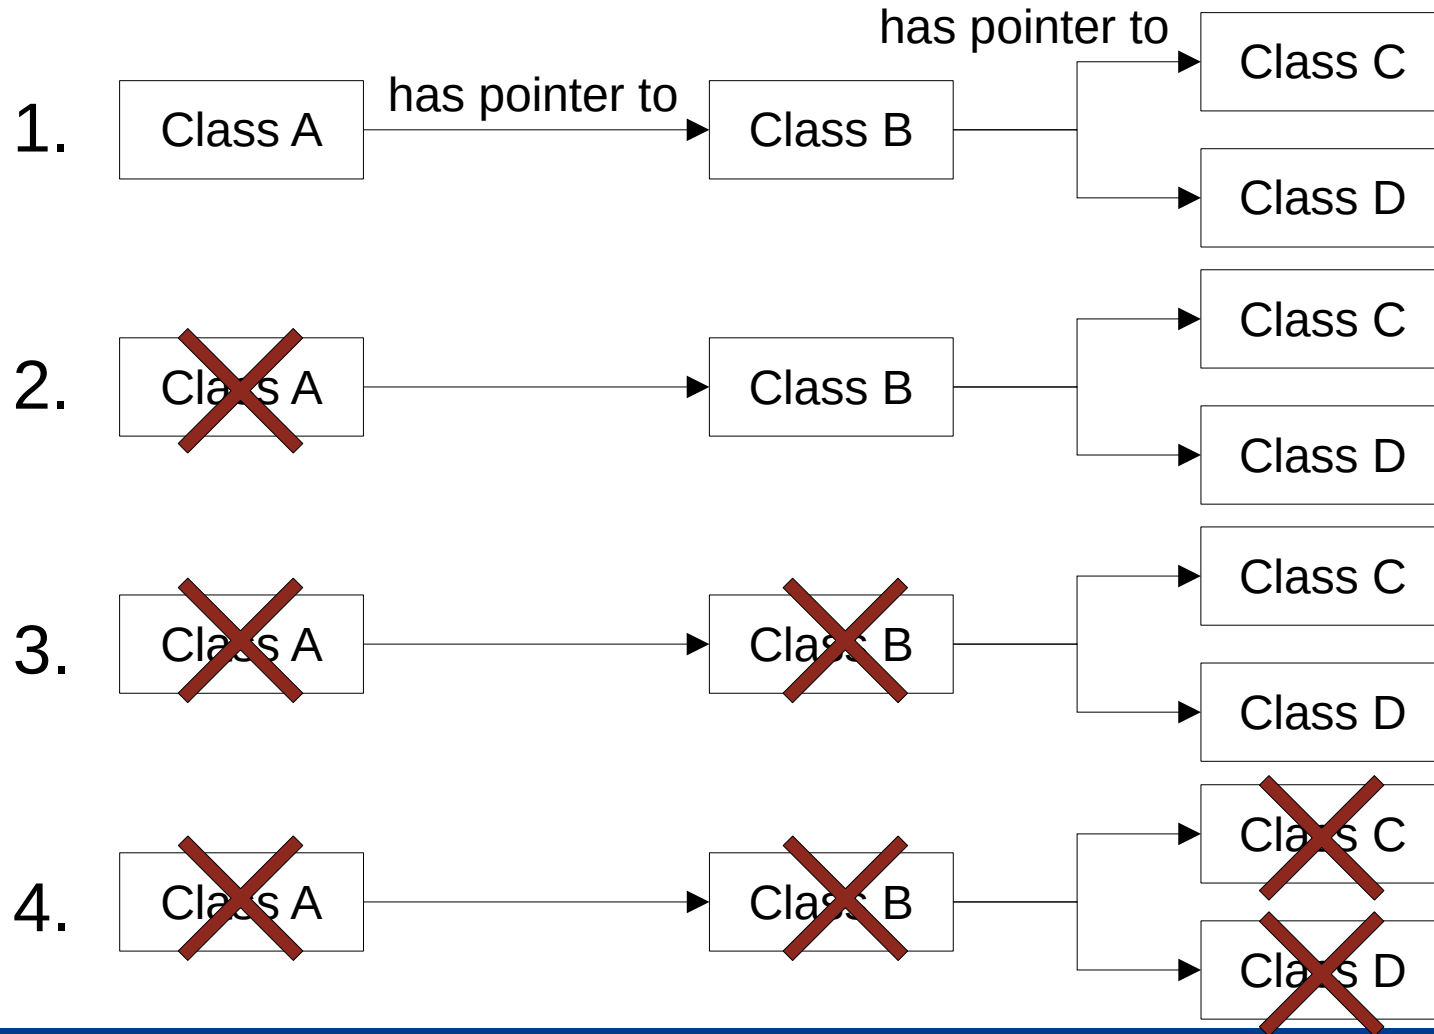 has pointer to
Class C
1.
Class A
has pointer to
Class B
Class D
2.
Class A
Class B
Class C
Class D
3.
Class A
Class B
Class C
Class D
4.
Class A
Class B
Class C
Class D